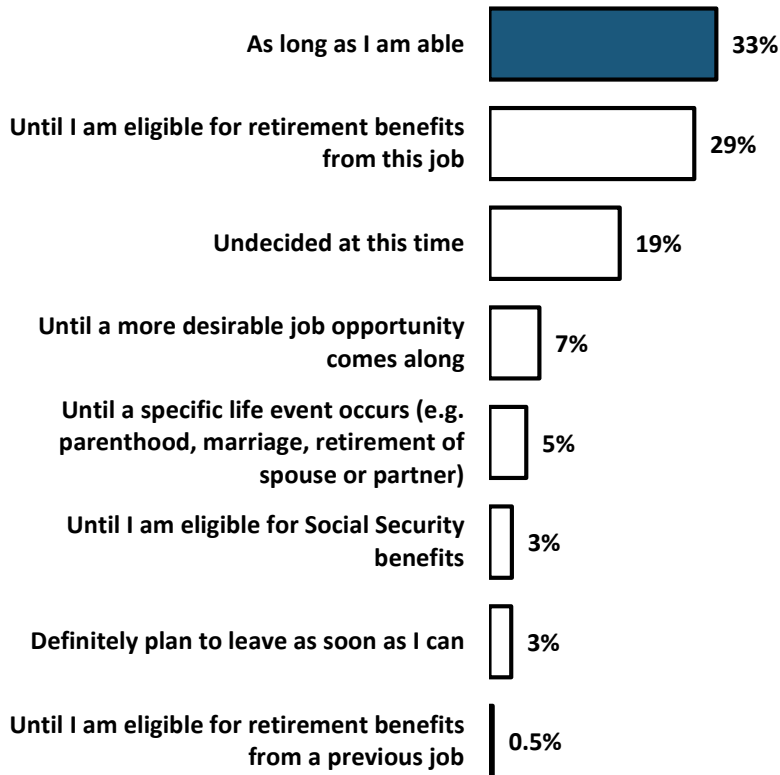 As long as I am able
33%
Until I am eligible for retirement benefits
from this job
29%
Undecided at this time
19%
Until a more desirable job opportunity
comes along
7%
Until a specific life event occurs (e.g.
parenthood, marriage, retirement of
spouse or partner)
5%
Until I am eligible for Social Security
benefits
3%
Definitely plan to leave as soon as I can
3%
Until I am eligible for retirement benefits
from a previous job
0.5%